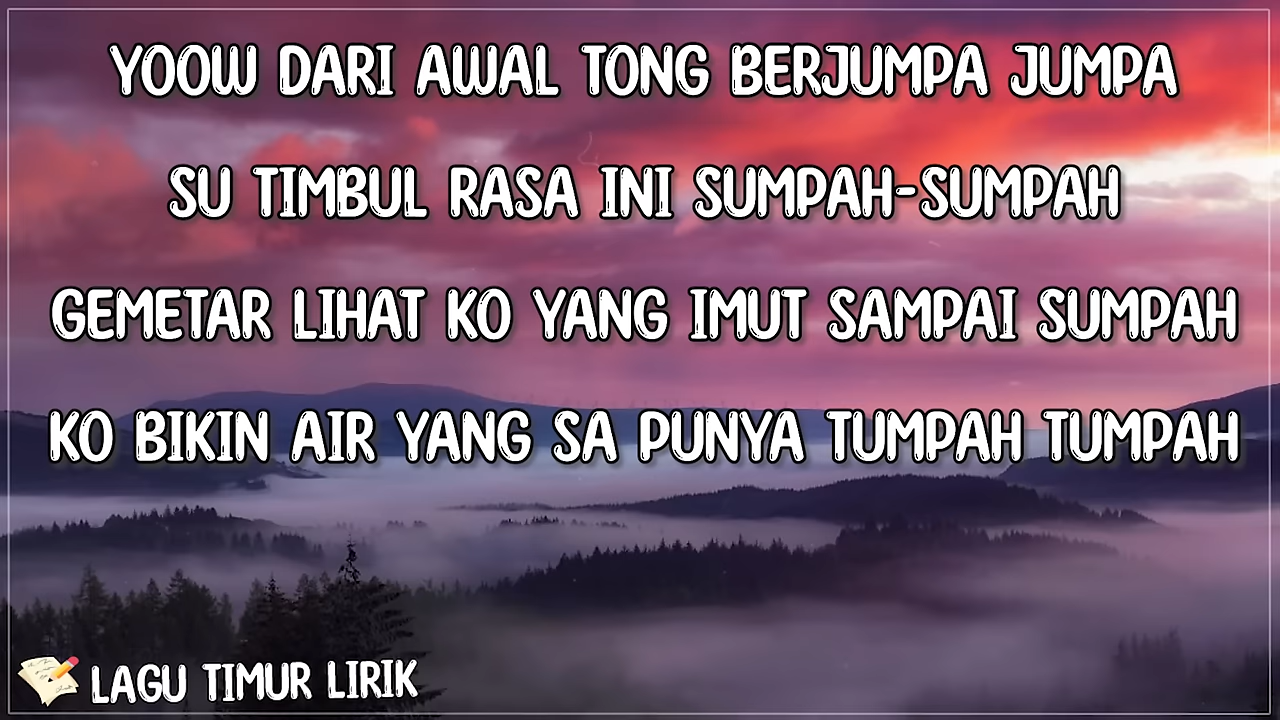 YOOW DARI AWAL TONG BERJUMPA JUMPA
SU TIMBUL RASA INI SUMPAH-SUMPAH
GEMETAR LIHAT KO YANG IMUT SAMPAI SUMPAH
KO BIKIN AIR YANG SA PUNYA TUMPAH TUMPAH
LAGU TIMUR LIRIK